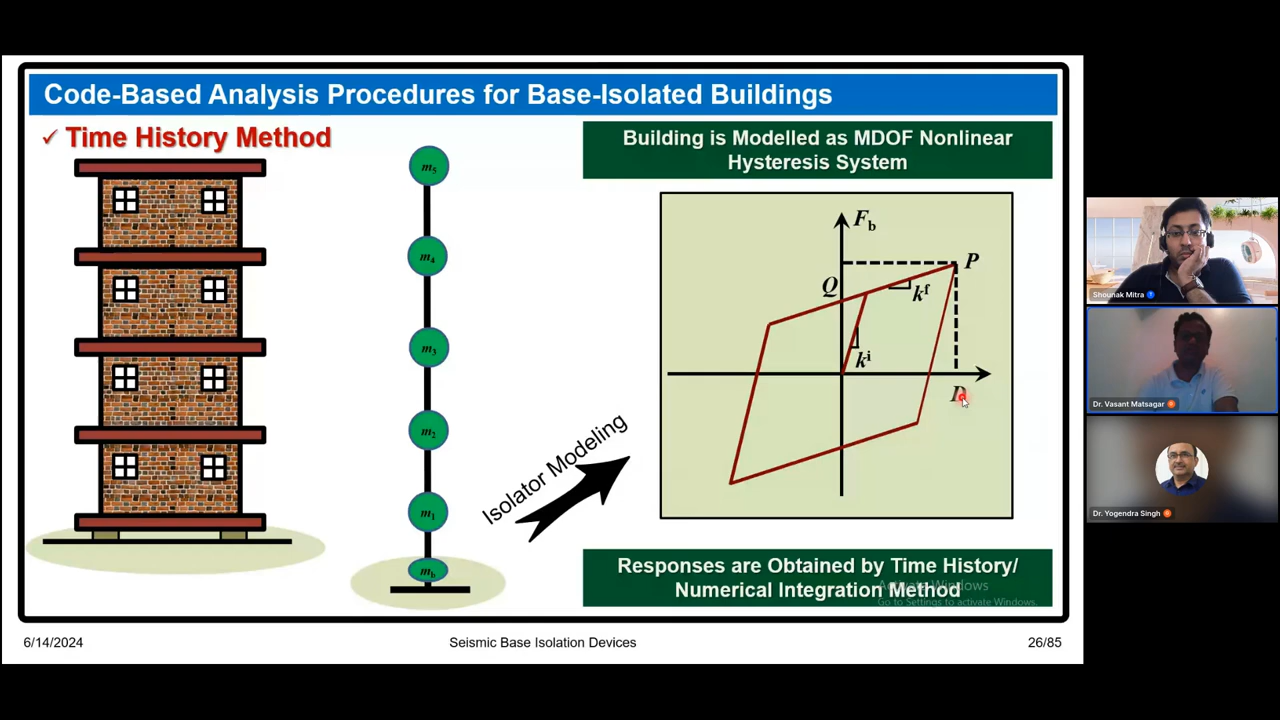 Code-Based Analysis Procedures for Base-Isolated Buildings
✓ Time History Method
Building is Modelled as MDOF Nonlinear
Hysteresis System
m5
m4
m3
m2
m1
mb
Isolator Modeling
Fb
P
Q
kf
ki
D
Responses are Obtained by Time History/
Numerical Integration Method
Activate Windows
Go to Settings to activate Windows.
6/14/2024
Seismic Base Isolation Devices
26/85
Shounak Mitra
Dr. Vasant Matsagar
Dr. Yogendra Singh